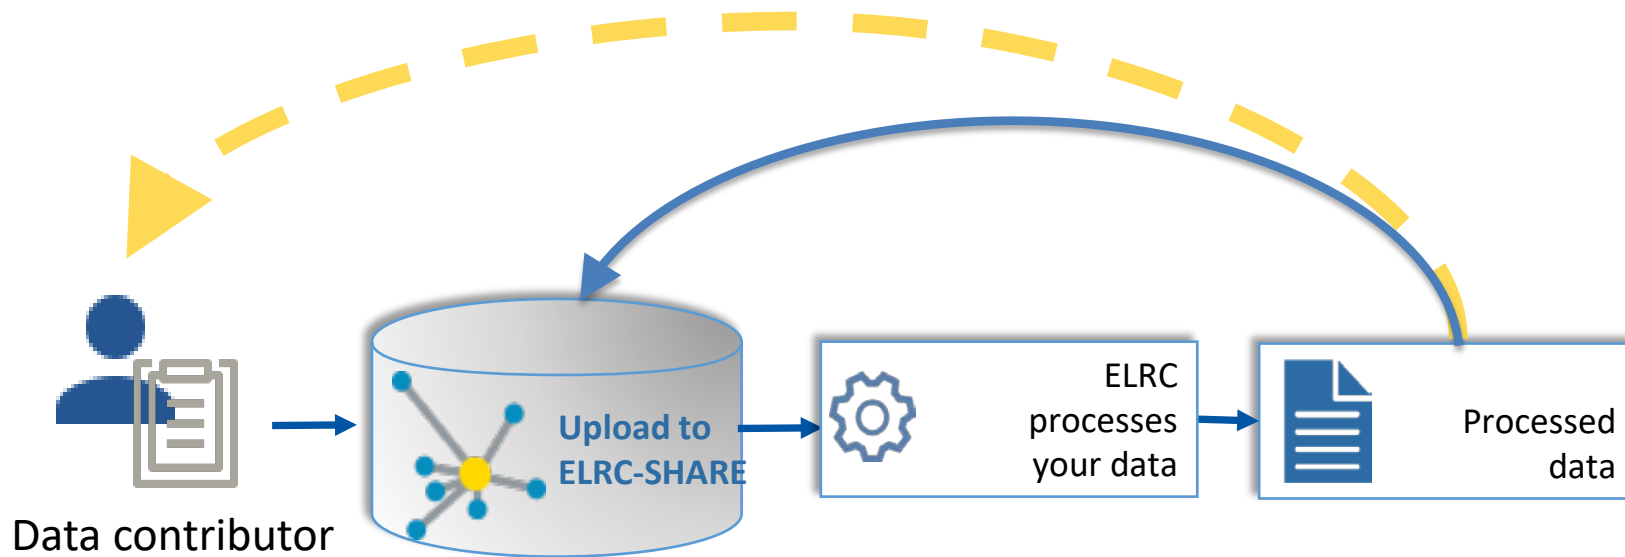 Data contributor
Upload to
ELRC-SHARE
ELRC
processes
your data
Processed
data